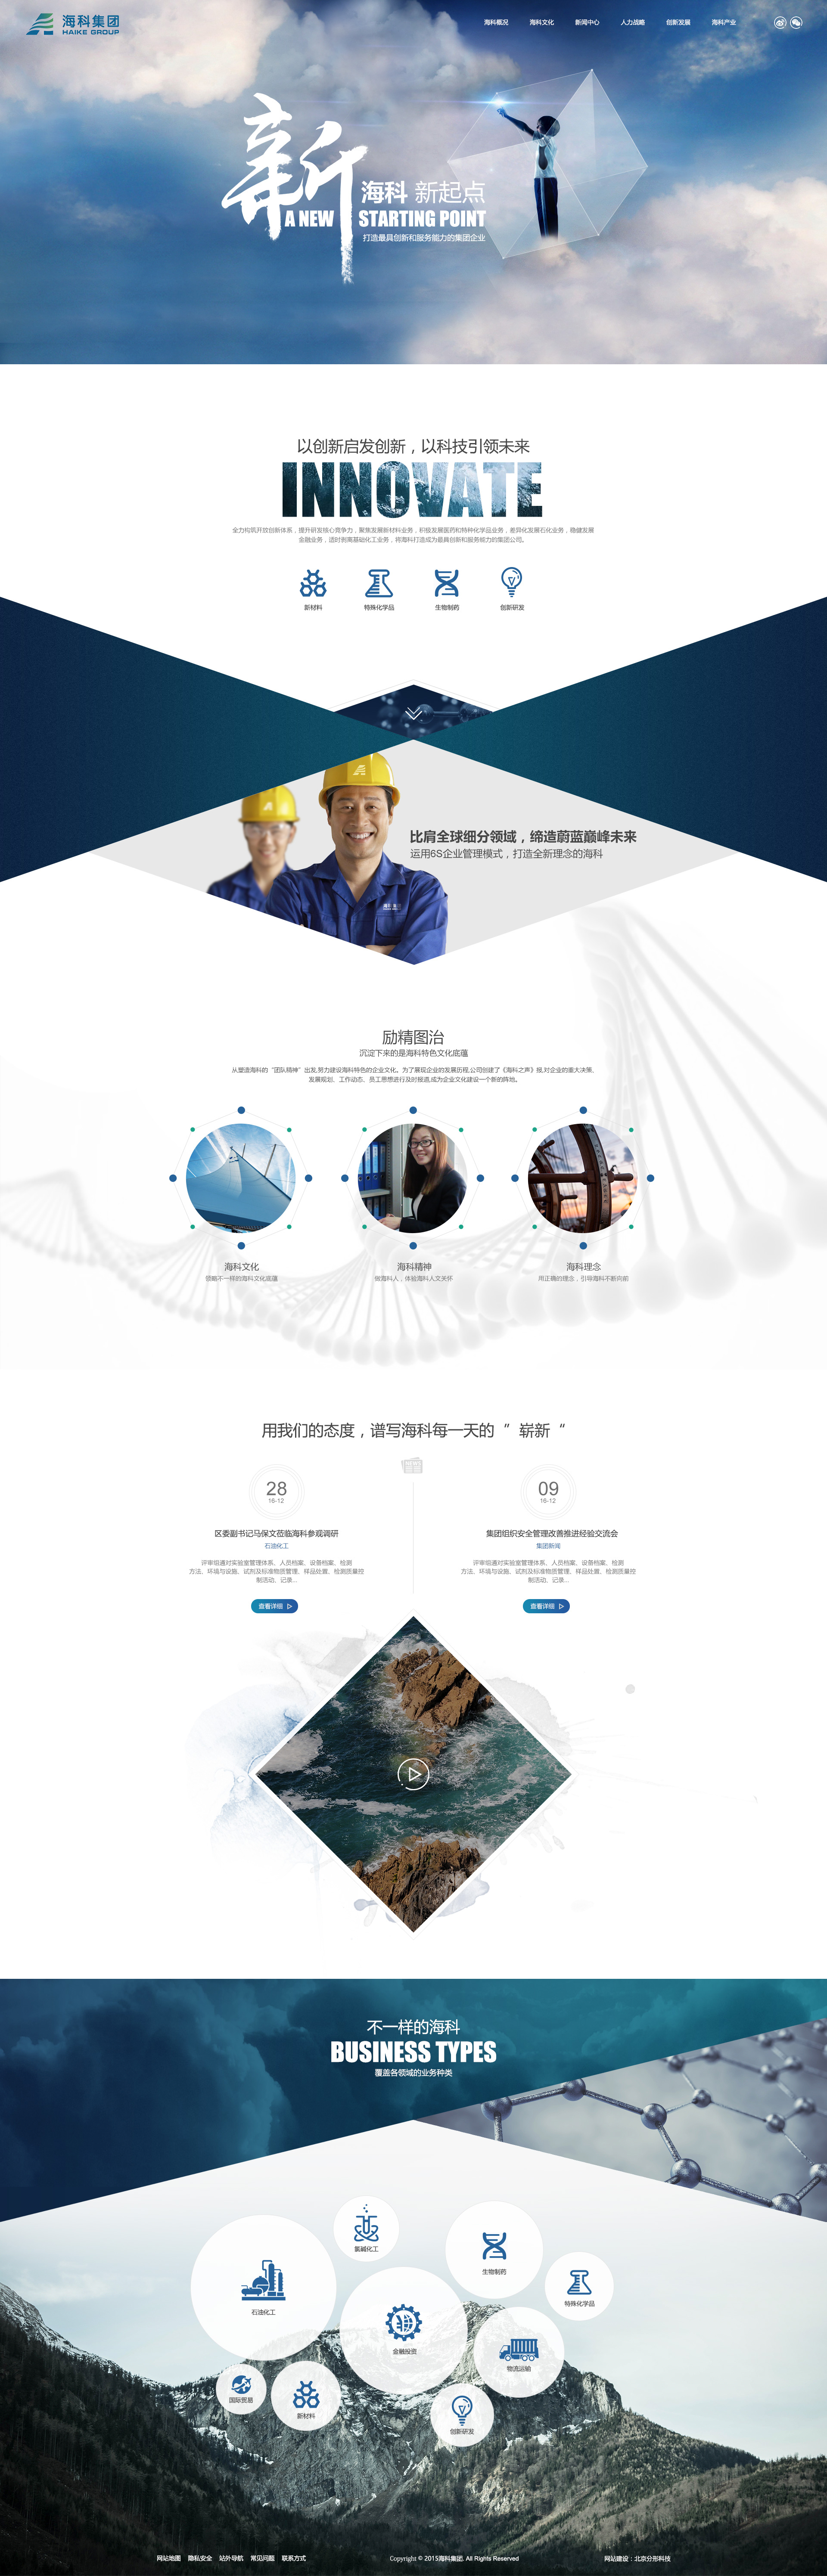 海科集团
HAIKE GROUP
海科概况 海科文化 新闻中心 人力战略 创新发展 海科产业
新
海科 新起点
A NEW STARTING POINT
打造最具创新和服务能力的集团企业
以创新启发创新，以科技引领未来
INNOVATE
全力构筑开放创新体系，提升研发核心竞争力，聚焦发展新材料业务，积极发展医药和特种化学品业务，差异化发展石化业务，稳健发展
金融业务，适时剥离基础化工业务，将海科打造成为最具创新和服务能力的集团公司。
新材料 特殊化学品 生物制药 创新研发
比肩全球细分领域，缔造蔚蓝巅峰未来
运用6S企业管理模式，打造全新理念的海科
励精图治
沉淀下来的是海科特色文化底蕴
从塑造海科的“团队精神”出发,努力建设海科特色的企业文化。为了展现企业的发展历程,公司创建了《海科之声》报,对企业的重大决策、
发展规划、工作动态、员工思想进行及时报道,成为企业文化建设一个新的阵地。
海科文化 海科精神 海科理念
领略不一样的海科文化底蕴 做海科人，体验海科人文关怀 用正确的理念，引导海科不断向前
用我们的态度，谱写海科每一天的 ” 崭新 “
28
16-12
区委副书记马保文莅临海科参观调研
石油化工
评审组通过对实验室管理体系、人员档案、设备档案、检测
方法、环境与设施、试剂及标准物质管理、样品处置、检测质量控
制活动、记录...
查看详细
09
16-12
集团组织安全管理改善推进经验交流会
集团新闻
评审组通过对实验室管理体系、人员档案、设备档案、检测
方法、环境与设施、试剂及标准物质管理、样品处置、检测质量控
制活动、记录...
查看详细
不一样的海科
BUSINESS TYPES
覆盖各领域的业务种类
氯碱化工
生物制药
石油化工
特殊化学品
金融投资
物流运输
国际贸易
新材料
创新研发
网站地图 隐私安全 站外导航 常见问题 联系方式
Copyright © 2015海科集团. All Rights Reserved
网站建设：北京分形科技